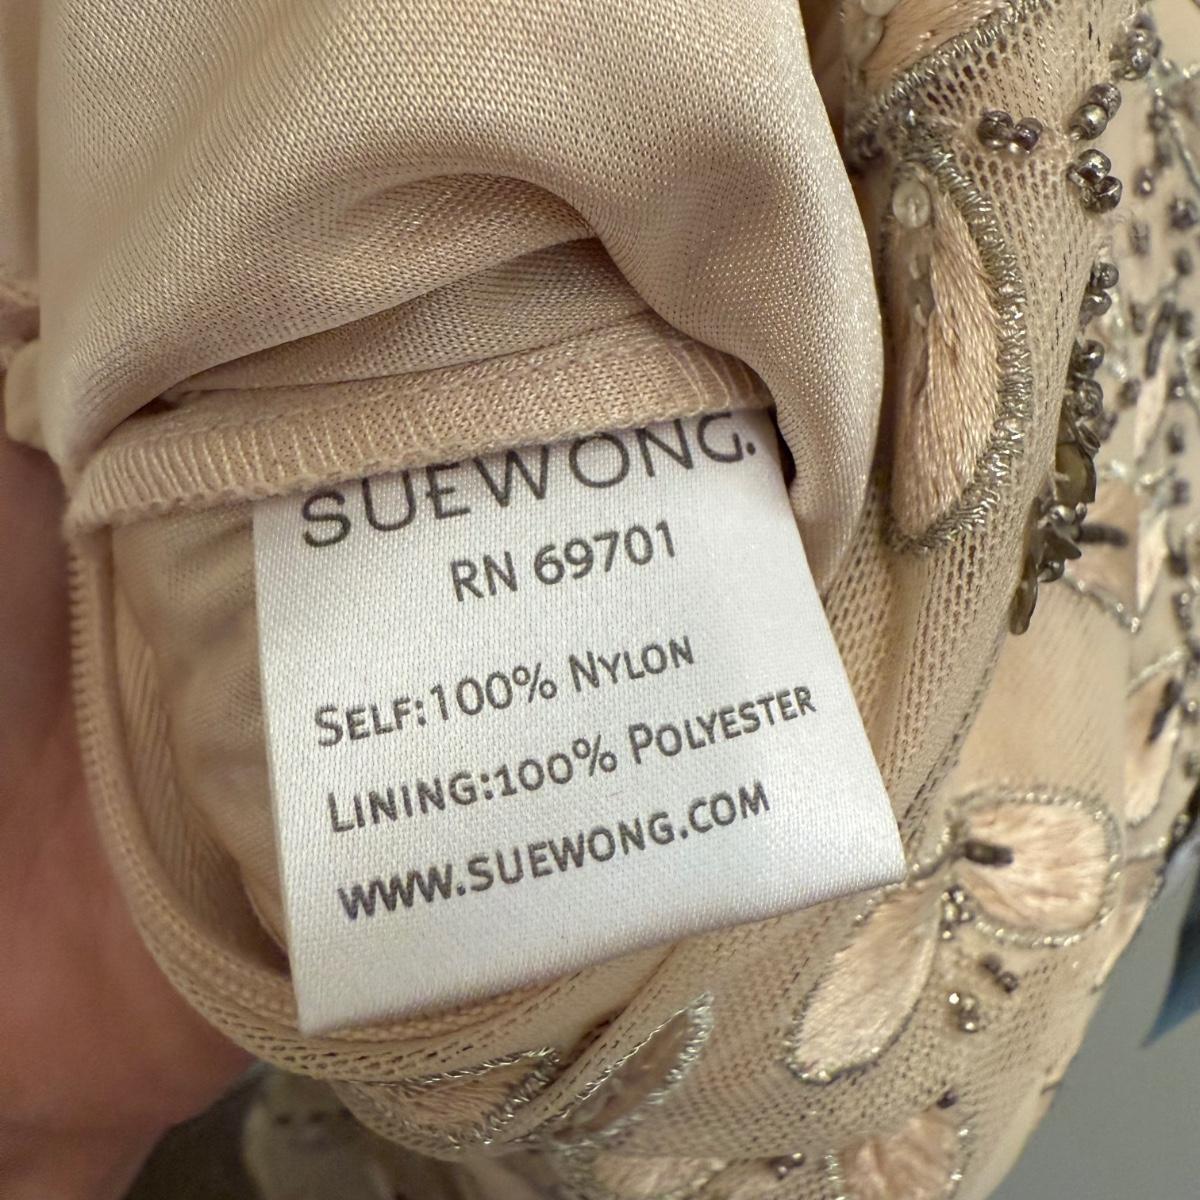 SUEWONG.
RN 69701
SELF:100% NYLON
LINING:100% POLYESTER
WWW.SUEWONG.COM